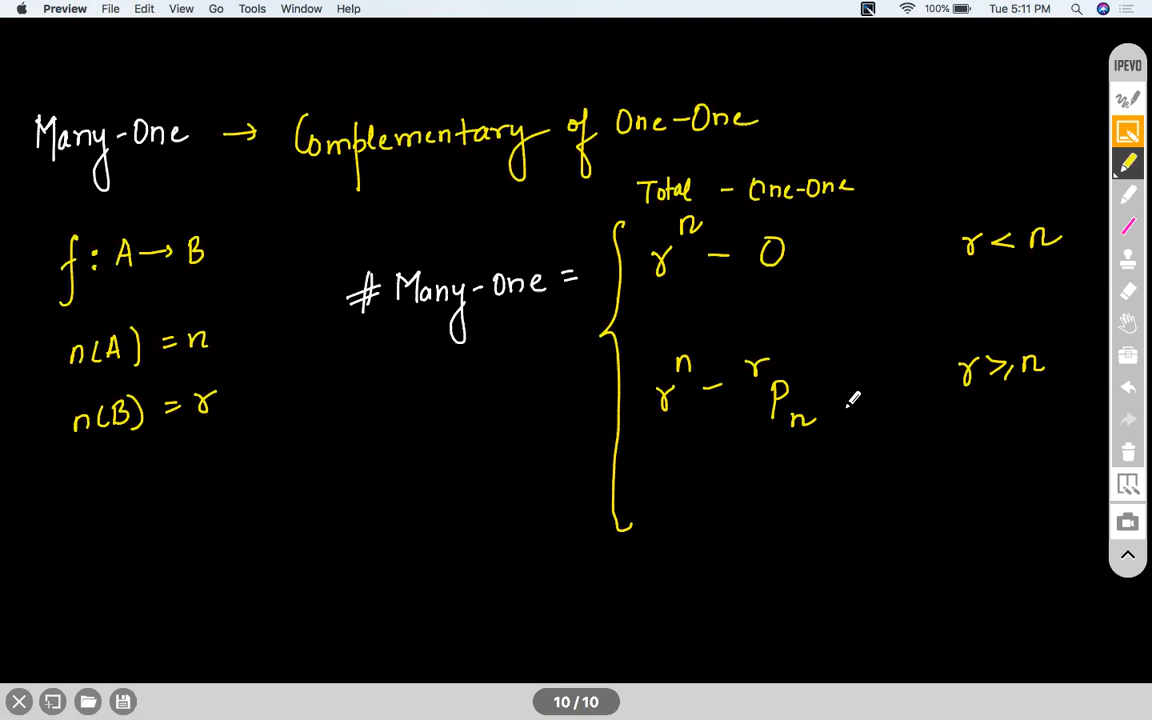 Preview File Edit View Go Tools Window Help 100% Tue 5:11 PM
IPEVO
Many-One → Complementary of One-One
Total - One-One
f : A → B
# Many-One =
r^n - 0 r < n
n(A) = n
r^n - ^rP_n r ⩾ n
n(B) = r
10 / 10